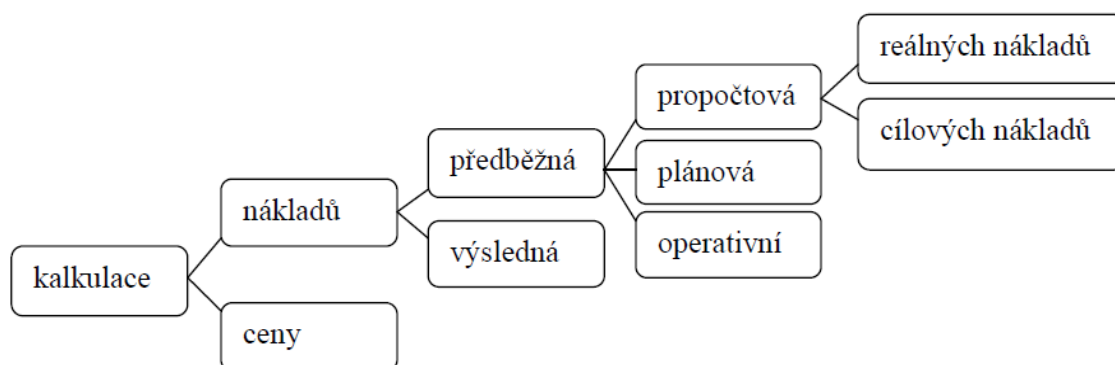 kalkulace
nákladů
ceny
předběžná
výsledná
propočtová
plánová
operativní
reálných nákladů
cílových nákladů